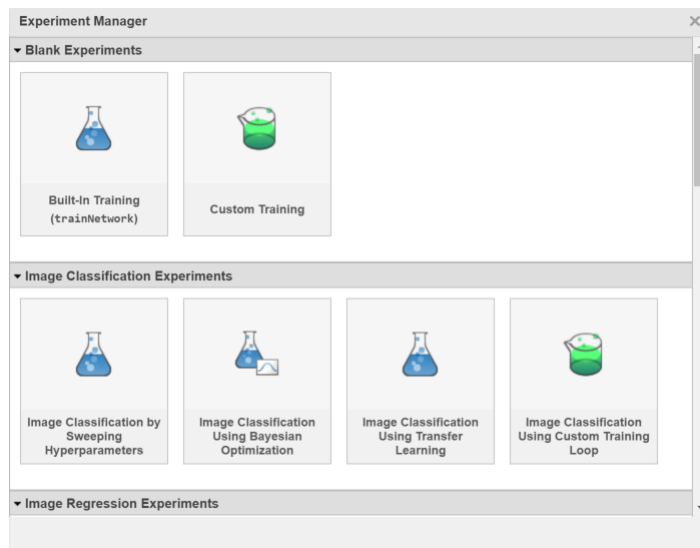 Experiment Manager
Blank Experiments
Built-In Training
(trainNetwork)
Custom Training
Image Classification Experiments
Image Classification by
Sweeping
Hyperparameters
Image Classification
Using Bayesian
Optimization
Image Classification
Using Transfer
Learning
Image Classification
Using Custom Training
Loop
Image Regression Experiments